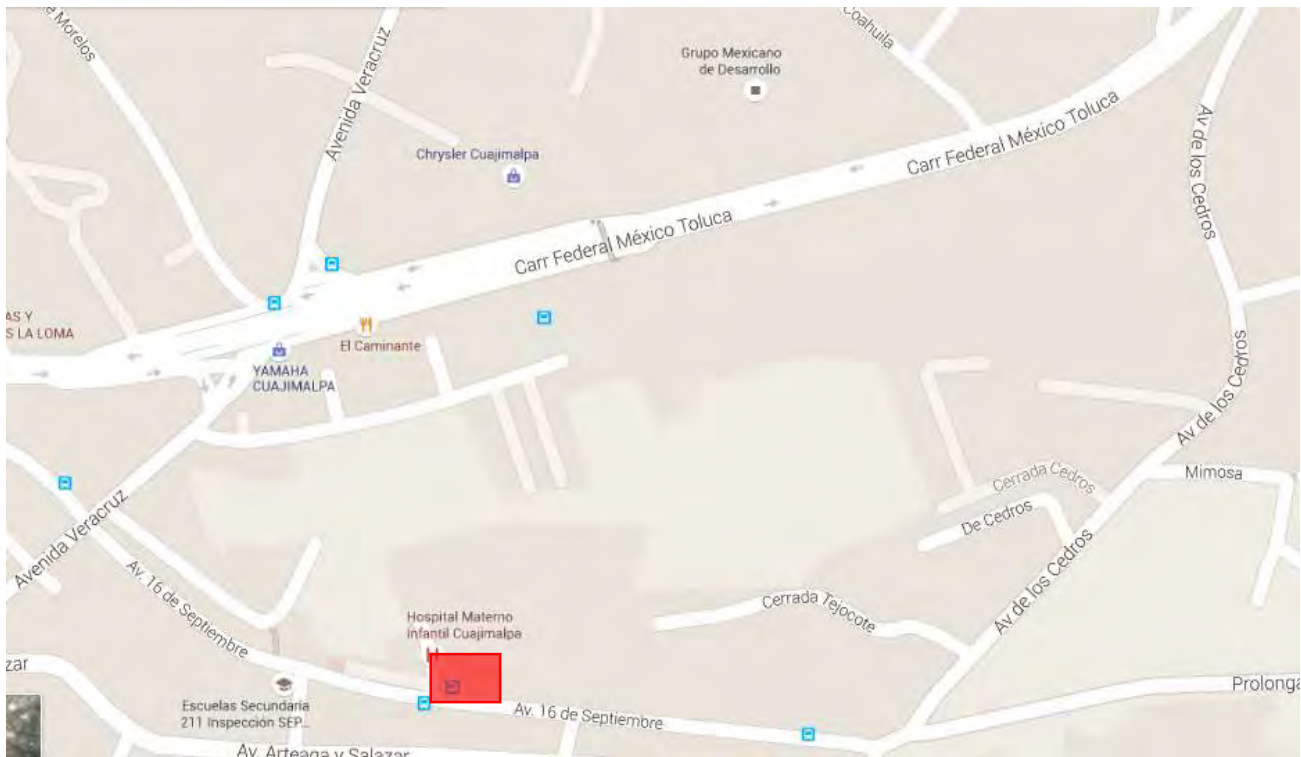 de Morelos
Avenida Veracruz
Coahuila
Grupo Mexicano
de Desarrollo
Chrysler Cuajimalpa
Carr Federal México Toluca
Av de los Cedros
Carr Federal México Toluca
AS Y
S LA LOMA
El Caminante
YAMAHA
CUAJIMALPA
Av de los Cedros
Mimosa
Cerrada Cedros
De Cedros
Avenida Veracruz
Av. 16 de Septiembre
Av de los Cedros
Cerrada Tejocote
Hospital Materno
Infantil Cuajimalpa
zar
Prolonga
Escuelas Secundaria
211 Inspección SEP...
Av. 16 de Septiembre
Av. Arteaga y Salazar